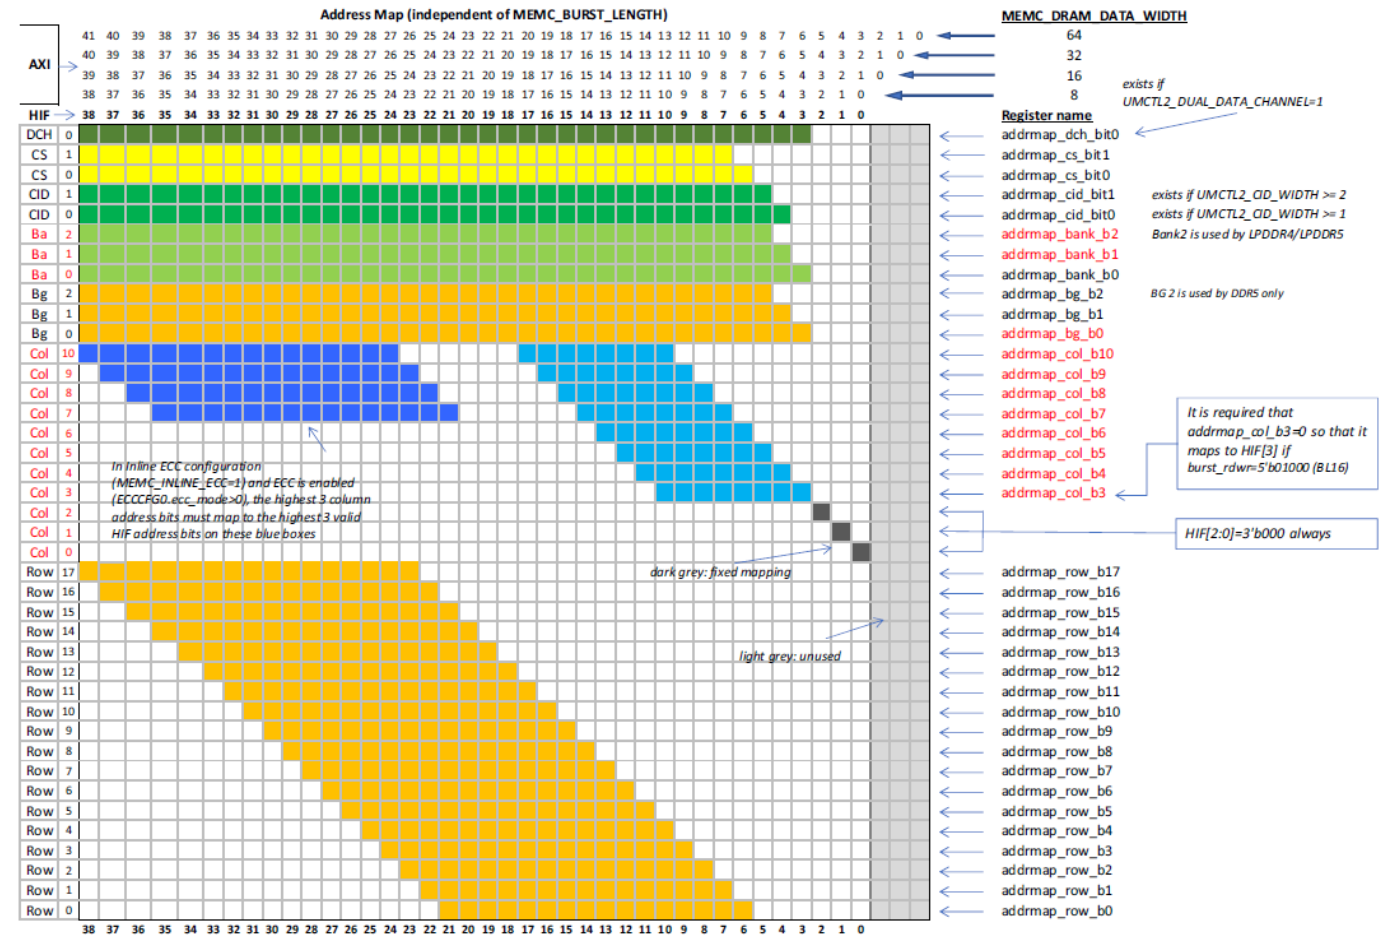 Address Map (independent of MEMC_BURST_LENGTH) MEMC_DRAM_DATA_WIDTH
41 40 39 38 37 36 35 34 33 32 31 30 29 28 27 26 25 24 23 22 21 20 19 18 17 16 15 14 13 12 11 10 9 8 7 6 5 4 3 2 1 0 64
40 39 38 37 36 35 34 33 32 31 30 29 28 27 26 25 24 23 22 21 20 19 18 17 16 15 14 13 12 11 10 9 8 7 6 5 4 3 2 1 0 32
AXI
39 38 37 36 35 34 33 32 31 30 29 28 27 26 25 24 23 22 21 20 19 18 17 16 15 14 13 12 11 10 9 8 7 6 5 4 3 2 1 0 16
38 37 36 35 34 33 32 31 30 29 28 27 26 25 24 23 22 21 20 19 18 17 16 15 14 13 12 11 10 9 8 7 6 5 4 3 2 1 0 8
exists if
UMCTL2_DUAL_DATA_CHANNEL=1
HIF 38 37 36 35 34 33 32 31 30 29 28 27 26 25 24 23 22 21 20 19 18 17 16 15 14 13 12 11 10 9 8 7 6 5 4 3 2 1 0 Register name
DCH 0 addrmap_dch_bit0
CS 1 addrmap_cs_bit1
CS 0 addrmap_cs_bit0
CID 1 addrmap_cid_bit1 exists if UMCTL2_CID_WIDTH >= 2
CID 0 addrmap_cid_bit0 exists if UMCTL2_CID_WIDTH >= 1
Ba 2 addrmap_bank_b2 Bank2 is used by LPDDR4/LPDDR5
Ba 1 addrmap_bank_b1
Ba 0 addrmap_bank_b0
Bg 2 addrmap_bg_b2 BG 2 is used by DDR5 only
Bg 1 addrmap_bg_b1
Bg 0 addrmap_bg_b0
Col 10 addrmap_col_b10
Col 9 addrmap_col_b9
Col 8 addrmap_col_b8
Col 7 addrmap_col_b7
Col 6 addrmap_col_b6
Col 5 addrmap_col_b5
Col 4 addrmap_col_b4
Col 3 addrmap_col_b3
Col 2
Col 1
Col 0
In Inline ECC configuration
(MEMC_INLINE_ECC=1) and ECC is enabled
(ECCCFG0.ecc_mode>0), the highest 3 column
address bits must map to the highest 3 valid
HIF address bits on these blue boxes
It is required that
addrmap_col_b3=0 so that it
maps to HIF[3] if
burst_rdwr=5'b01000 (BL16)
HIF[2:0]=3'b000 always
dark grey: fixed mapping
light grey: unused
Row 17 addrmap_row_b17
Row 16 addrmap_row_b16
Row 15 addrmap_row_b15
Row 14 addrmap_row_b14
Row 13 addrmap_row_b13
Row 12 addrmap_row_b12
Row 11 addrmap_row_b11
Row 10 addrmap_row_b10
Row 9 addrmap_row_b9
Row 8 addrmap_row_b8
Row 7 addrmap_row_b7
Row 6 addrmap_row_b6
Row 5 addrmap_row_b5
Row 4 addrmap_row_b4
Row 3 addrmap_row_b3
Row 2 addrmap_row_b2
Row 1 addrmap_row_b1
Row 0 addrmap_row_b0
38 37 36 35 34 33 32 31 30 29 28 27 26 25 24 23 22 21 20 19 18 17 16 15 14 13 12 11 10 9 8 7 6 5 4 3 2 1 0